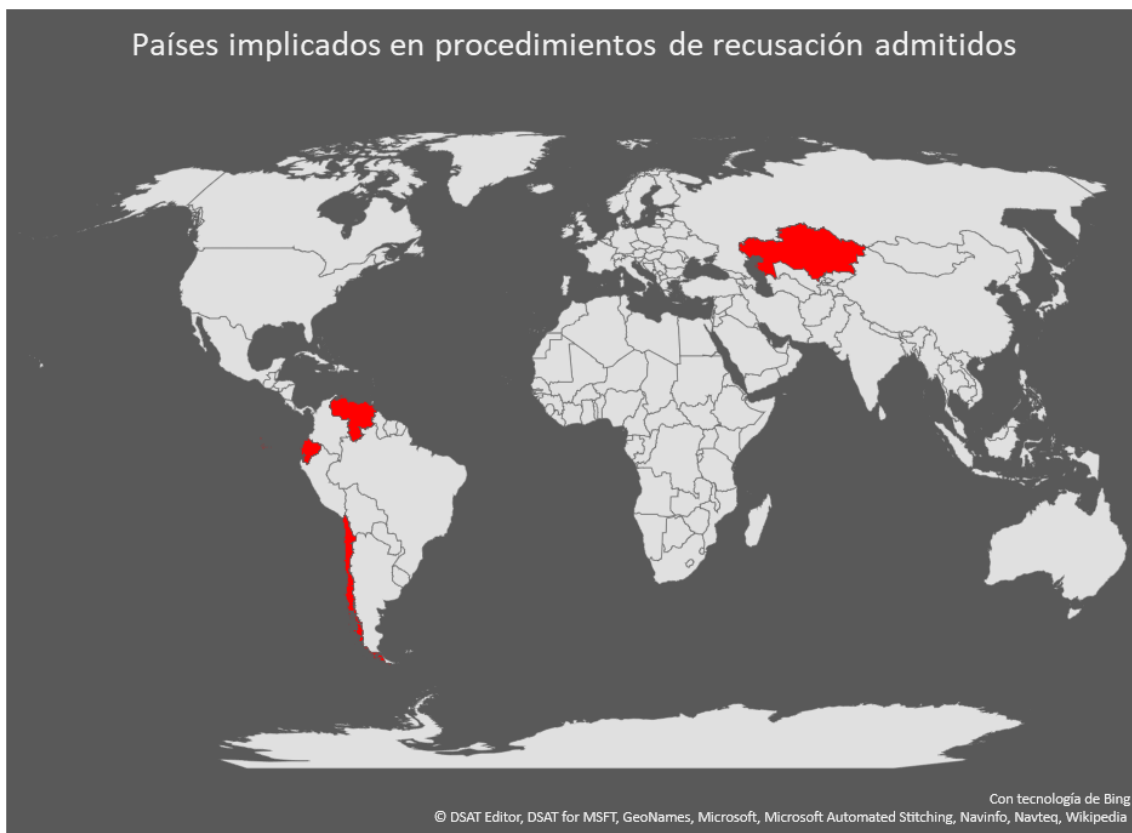 Países implicados en procedimientos de recusación admitidos
Con tecnología de Bing
© DSAT Editor, DSAT for MSFT, GeoNames, Microsoft, Microsoft Automated Stitching, Navinfo, Navteq, Wikipedia